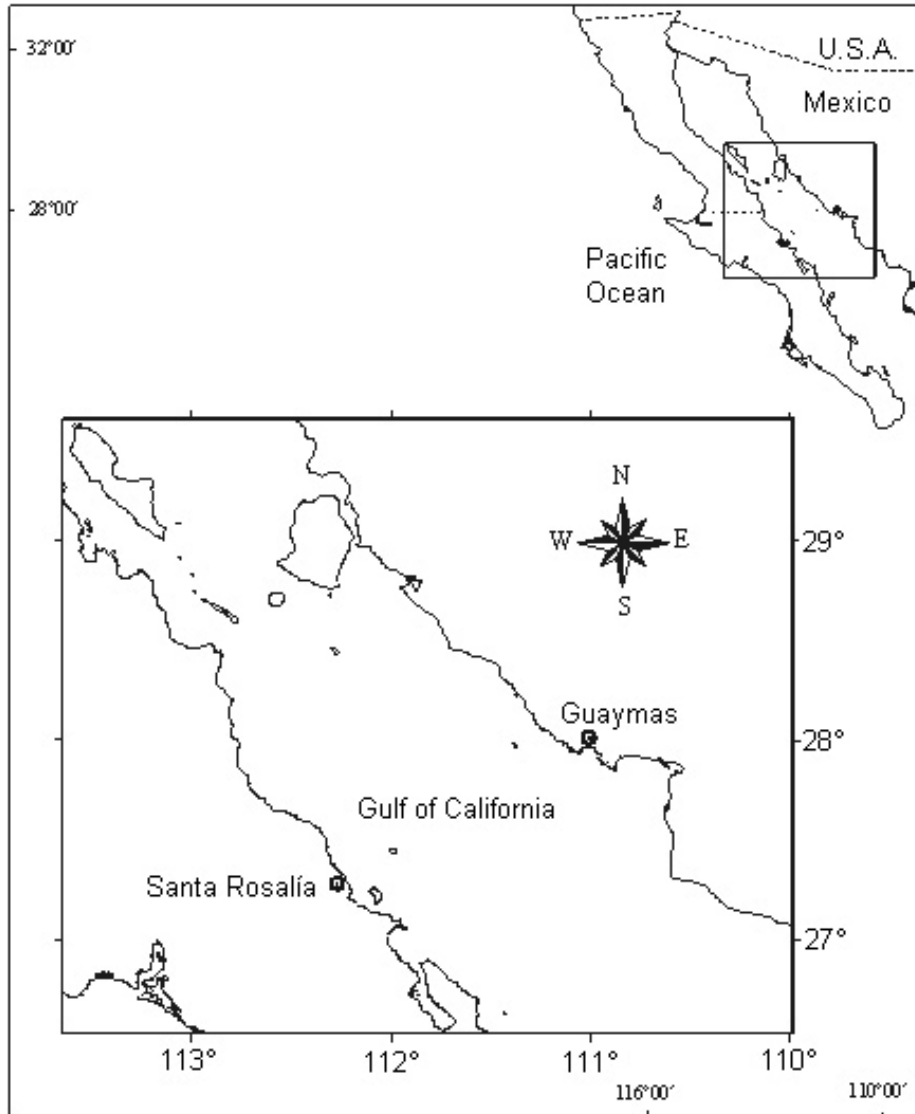 32°00'
U.S.A.
Mexico
28°00'
Pacific
Ocean
N
W
E
S
29°
Guaymas
28°
Gulf of California
Santa Rosalía
27°
113°
112°
111°
110°
116°00'
110°00'